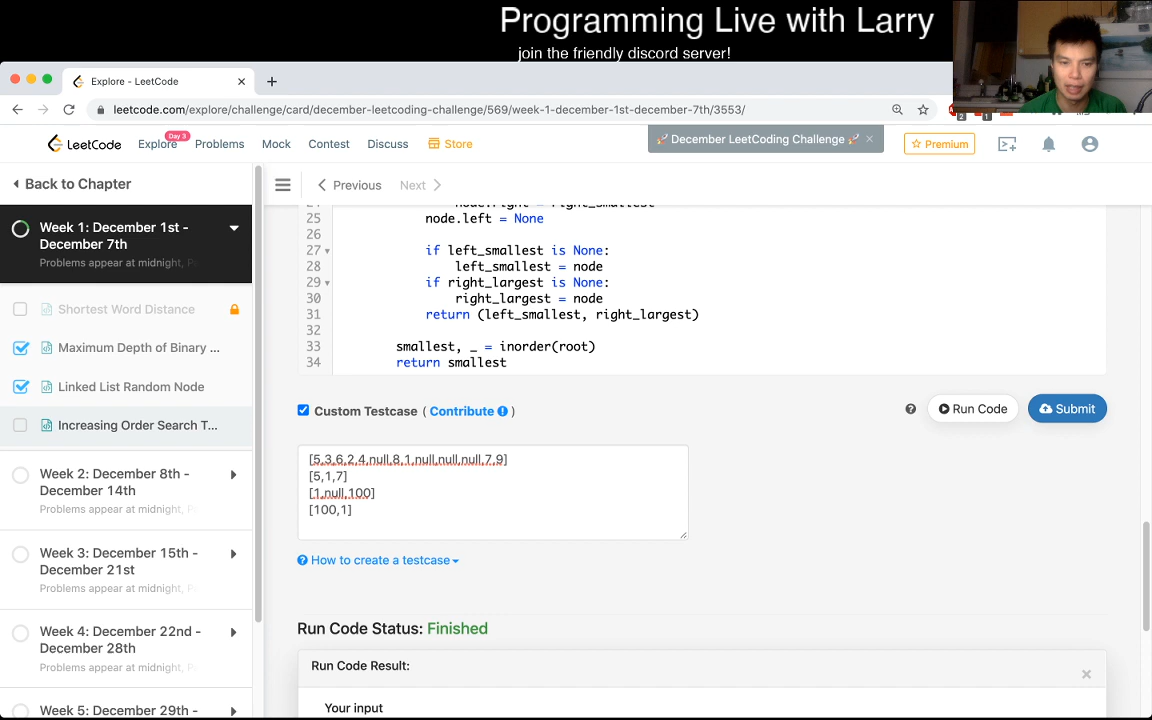 Programming Live with Larry
join the friendly discord server!
Explore - LeetCode
leetcode.com/explore/challenge/card/december-leetcoding-challenge/569/week-1-december-1st-december-7th/3553/
2
1
LeetCode
Explore
Day 3
Problems
Mock
Contest
Discuss
Store
🚀 December LeetCoding Challenge 🚀
Premium
Back to Chapter
Previous
Next
Week 1: December 1st -
December 7th
Problems appear at midnight,
Shortest Word Distance
Maximum Depth of Binary ...
Linked List Random Node
Increasing Order Search T...
Week 2: December 8th -
December 14th
Problems appear at midnight,
Week 3: December 15th -
December 21st
Problems appear at midnight,
Week 4: December 22nd -
December 28th
Problems appear at midnight,
Week 5: December 29th -
24 node.right = right_smallest
25 node.left = None
26
27 if left_smallest is None:
28 left_smallest = node
29 if right_largest is None:
30 right_largest = node
31 return (left_smallest, right_largest)
32
33 smallest, _ = inorder(root)
34 return smallest
Custom Testcase ( Contribute )
Run Code
Submit
[5,3,6,2,4,null,8,1,null,null,null,7,9]
[5,1,7]
[1,null,100]
[100,1]
How to create a testcase
Run Code Status: Finished
Run Code Result:
Your input